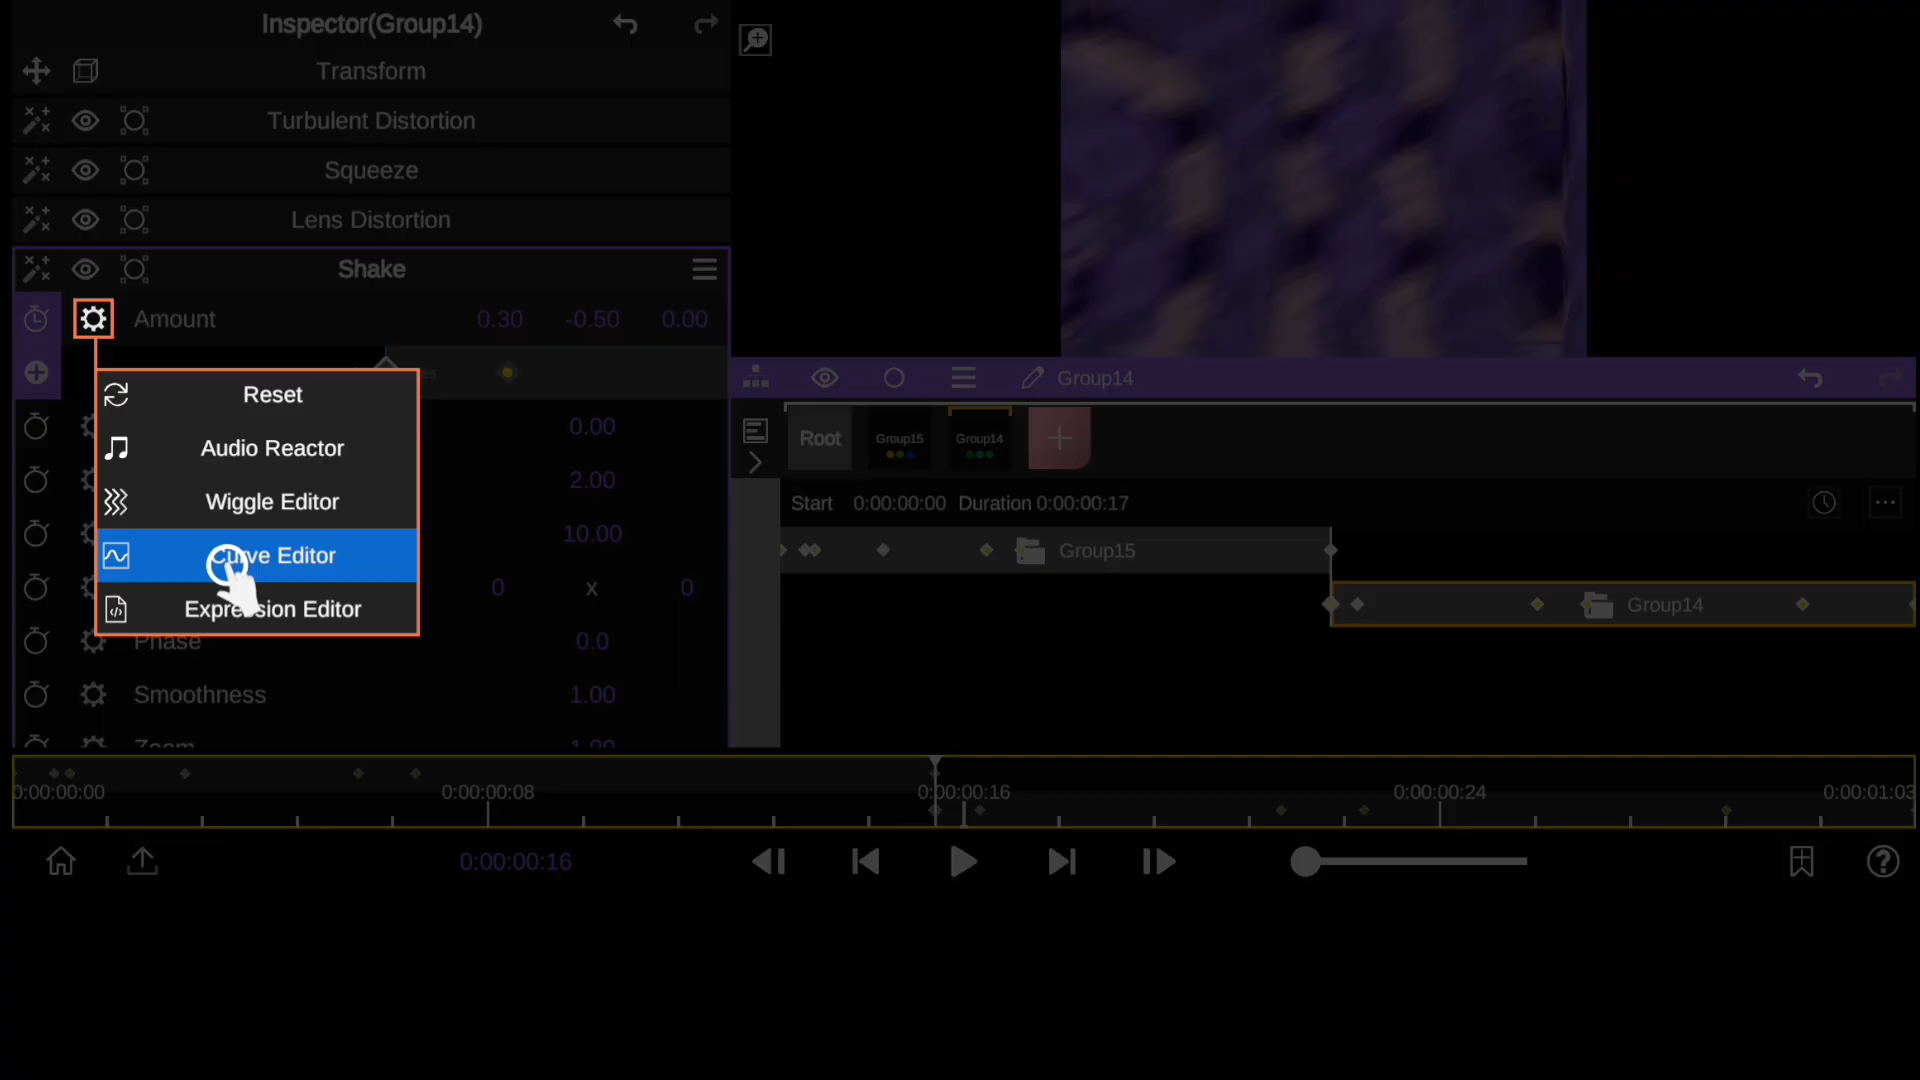 Inspector(Group14)
Transform
Turbulent Distortion
Squeeze
Lens Distortion
Shake
Amount 0.30 -0.50 0.00
Reset
Audio Reactor
Wiggle Editor
Curve Editor
Expression Editor
0.00
2.00
10.00
0 x 0
Phase 0.0
Smoothness 1.00
Zoom 1.00
Group14
Root
Group15
Group14
Start 0:00:00:00 Duration 0:00:00:17
Group15
Group14
0:00:00:00 0:00:00:08 0:00:00:16 0:00:00:24 0:00:01:03
0:00:00:16